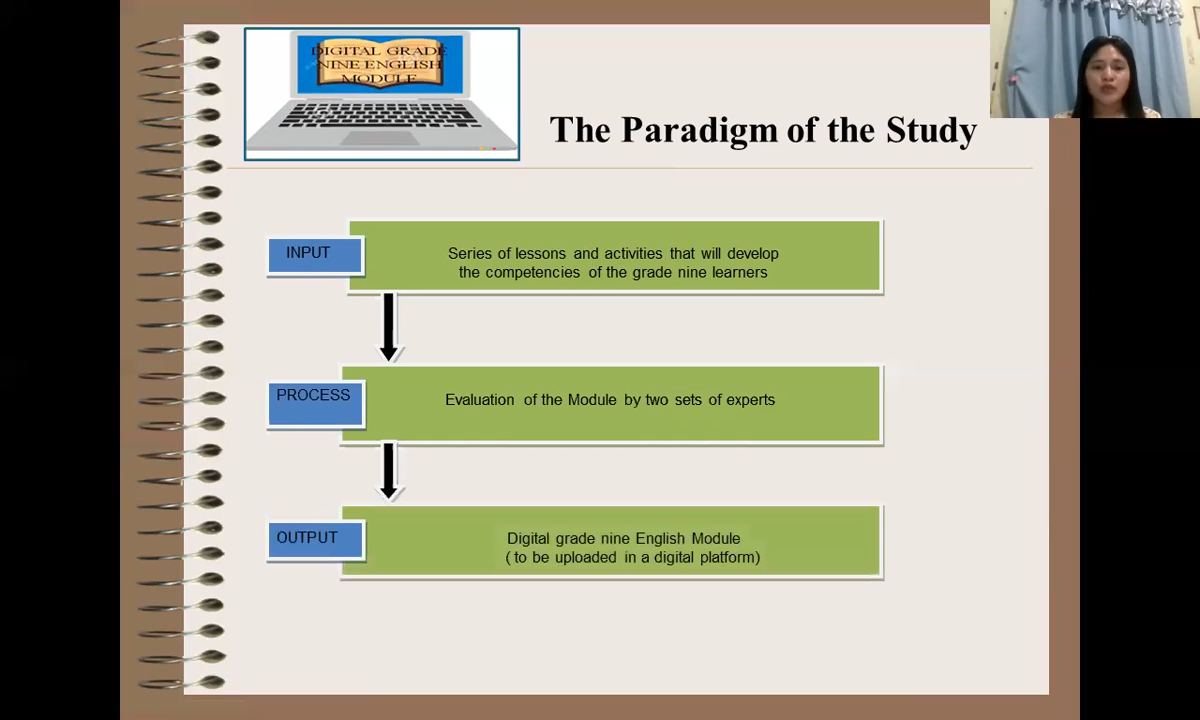 DIGITAL GRADE
NINE ENGLISH
MODULE
The Paradigm of the Study
INPUT
Series of lessons and activities that will develop
the competencies of the grade nine learners
PROCESS
Evaluation of the Module by two sets of experts
OUTPUT
Digital grade nine English Module
( to be uploaded in a digital platform)